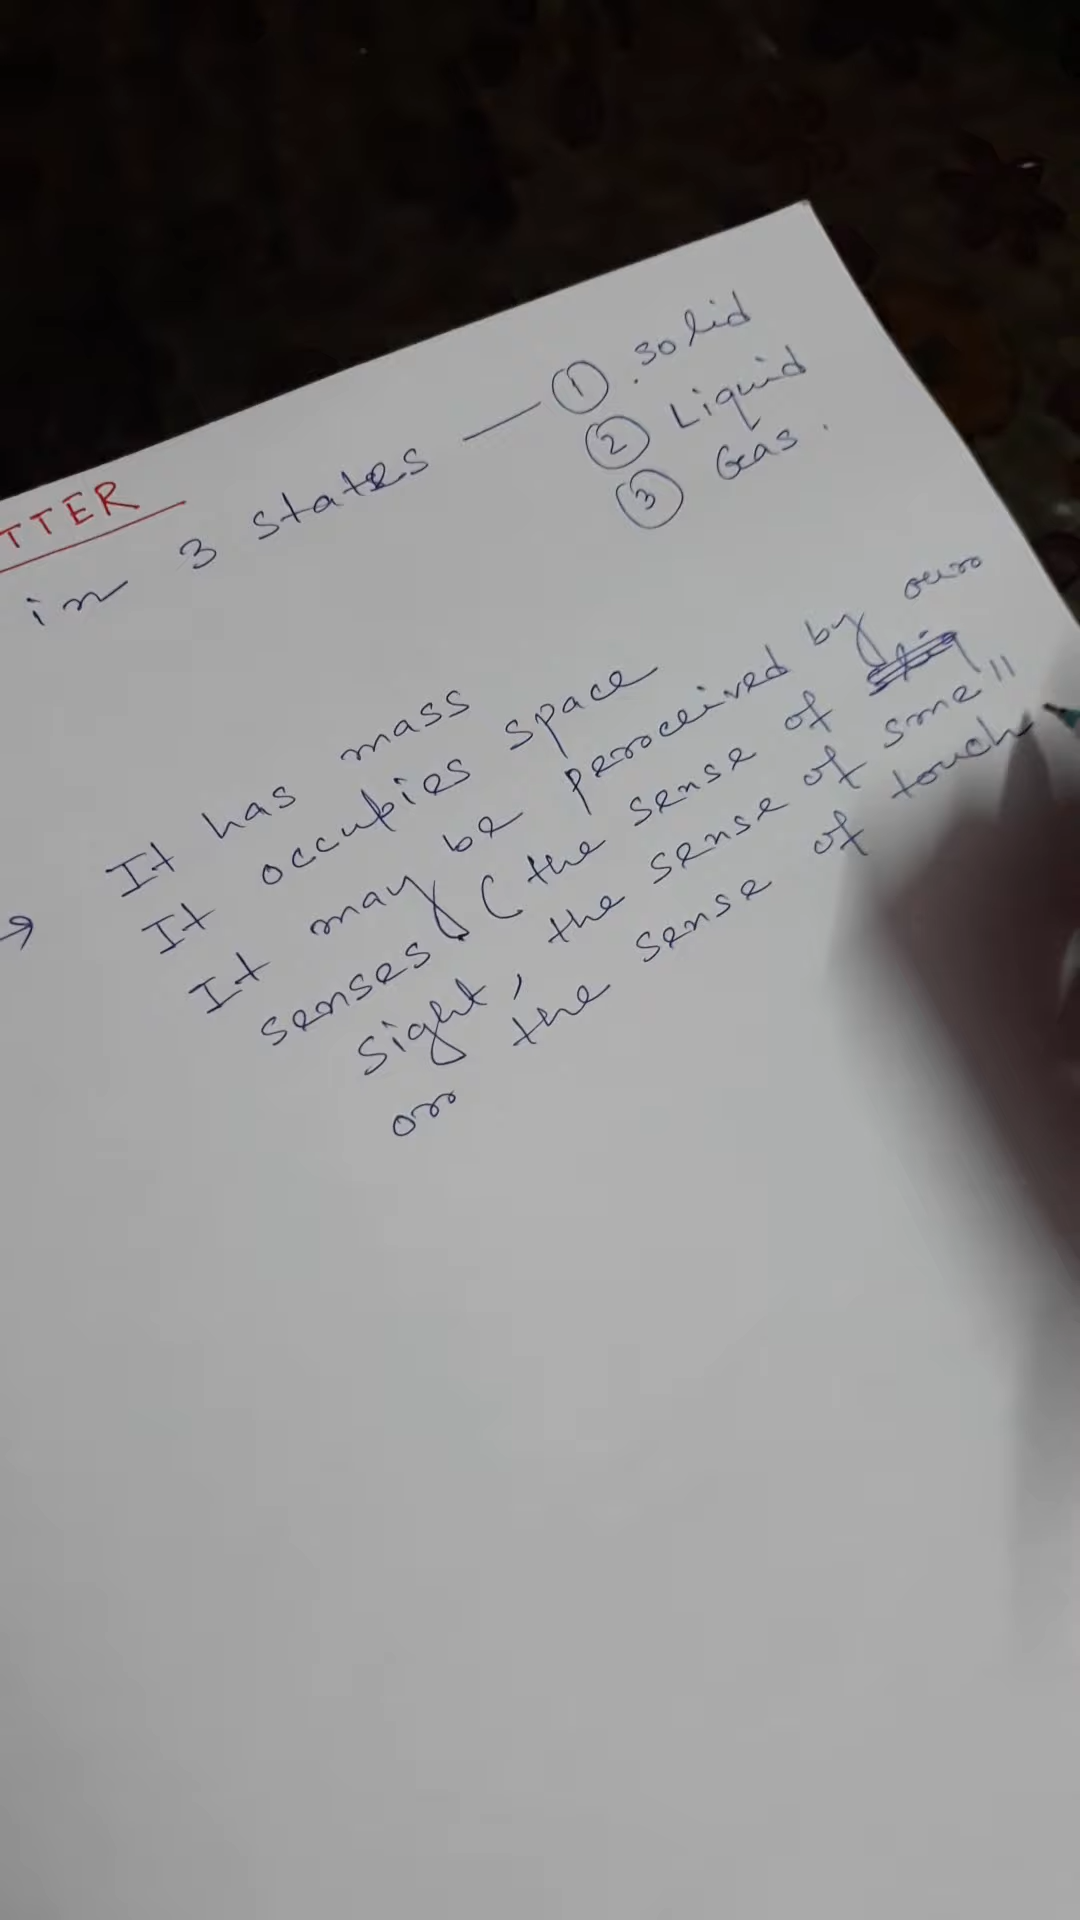 TTER
in 3 states — ① solid
② Liquid
③ Gas.
It has mass
→ It occupies space
It may be perceived by our
senses. (the sense of
sight, the sense of sme"
or the sense of touch